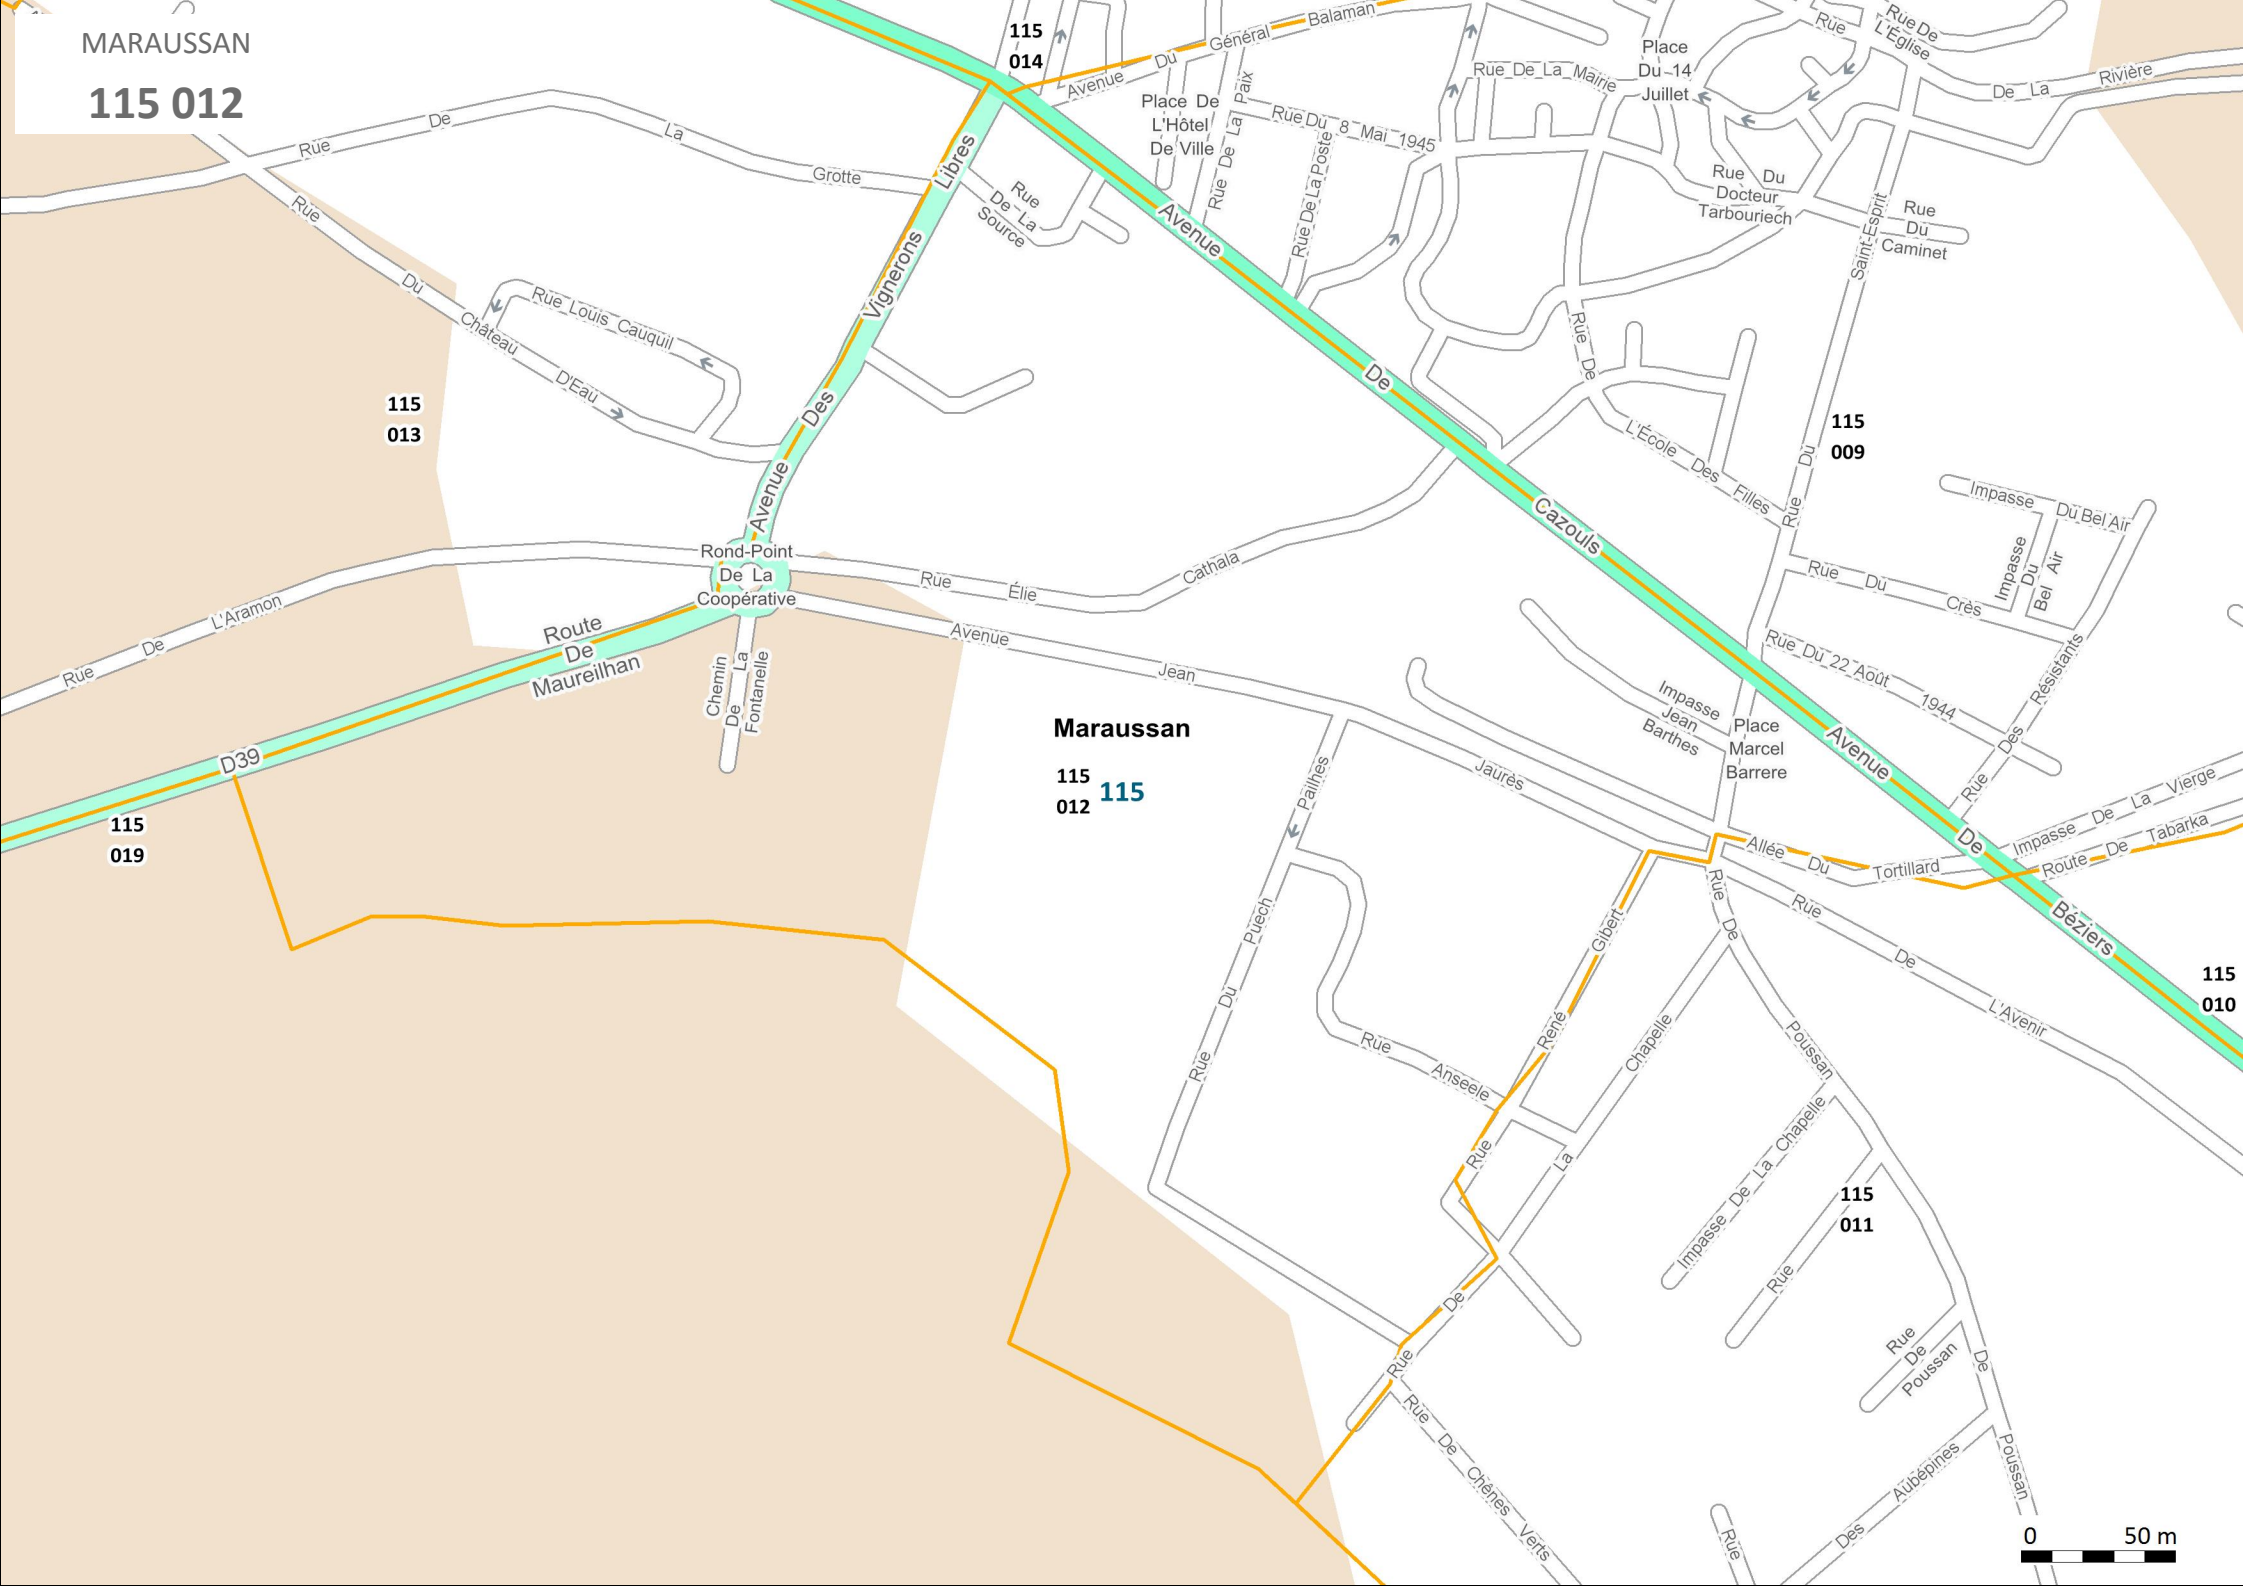 MARAUSSAN
115 012
115
014
Avenue Du Général Balaman
Rue De La Grotte
Rue Du Château D'Eau
Rue Louis Cauquil
Avenue Des Vignerons Libres
Rue
De La
Source
Place De
L'Hôtel
De Ville
Rue De La Paix
Rue Du 8 Mai 1945
Rue De La Poste
Rue De La Mairie
Place
Du 14
Juillet
Rue De
L'Église
Rue De La Rivière
Rue Du
Docteur
Tarbouriech
Rue
Du
Caminet
Rue Du Saint-Esprit
Avenue De Cazouls
115
013
115
009
Rue De L'École Des Filles
Impasse Du Bel Air
Impasse
Du
Bel Air
Rue Du Crès
Rue Du 22 Août 1944
Rue Des Résistants
Rond-Point
De La
Coopérative
Rue De L'Aramon
Rue Élie Cathala
Route
De
Maureilhan
D39
Chemin
De La
Fontanelle
Avenue Jean Jaurès
Maraussan
115
012
115
115
019
Impasse
Jean
Barthes
Place
Marcel
Barrere
Avenue De Béziers
Impasse De La Vierge
Route De Tabarka
Allée Du Tortillard
Rue Du Puech Pailhes
Rue Anseele
Rue René Gibert
Rue De La Chapelle
Rue De Poussan
Rue De L'Avenir
115
010
Impasse De La Chapelle
115
011
Rue
Rue
De
Poussan
De Poussan
Rue De Chênes Verts
Rue Des Aubépines
0 50 m